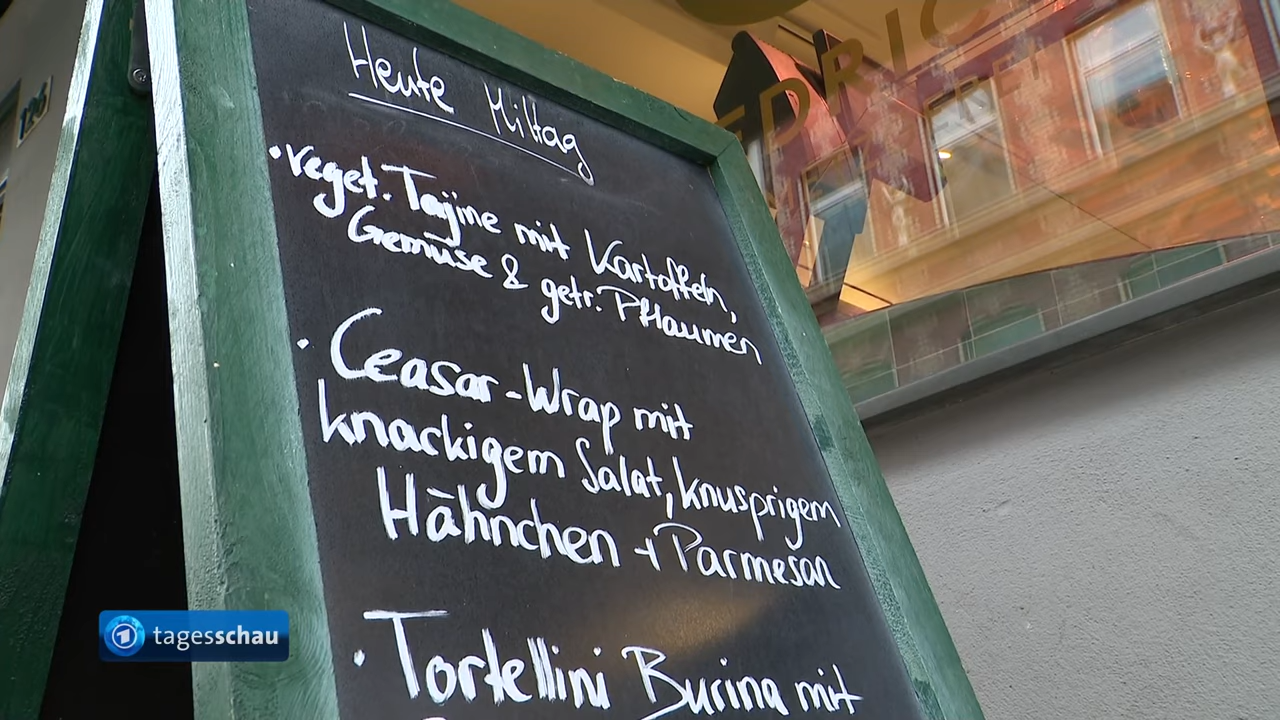 Heute Mittag
• veget. Tajine mit Kartoffeln,
Gemüse & getr. Pflaumen
• Ceasar-Wrap mit
knackigem Salat, knusprigem
Hähnchen + Parmesan
• Tortellini Burina mit
126
tagesschau